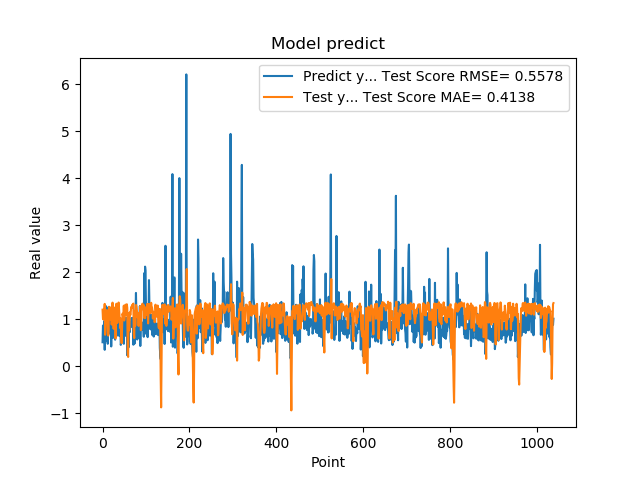 Model predict
Predict y... Test Score RMSE= 0.5578
Test y... Test Score MAE= 0.4138
Real value
6
5
4
3
2
1
0
−1
0 200 400 600 800 1000
Point